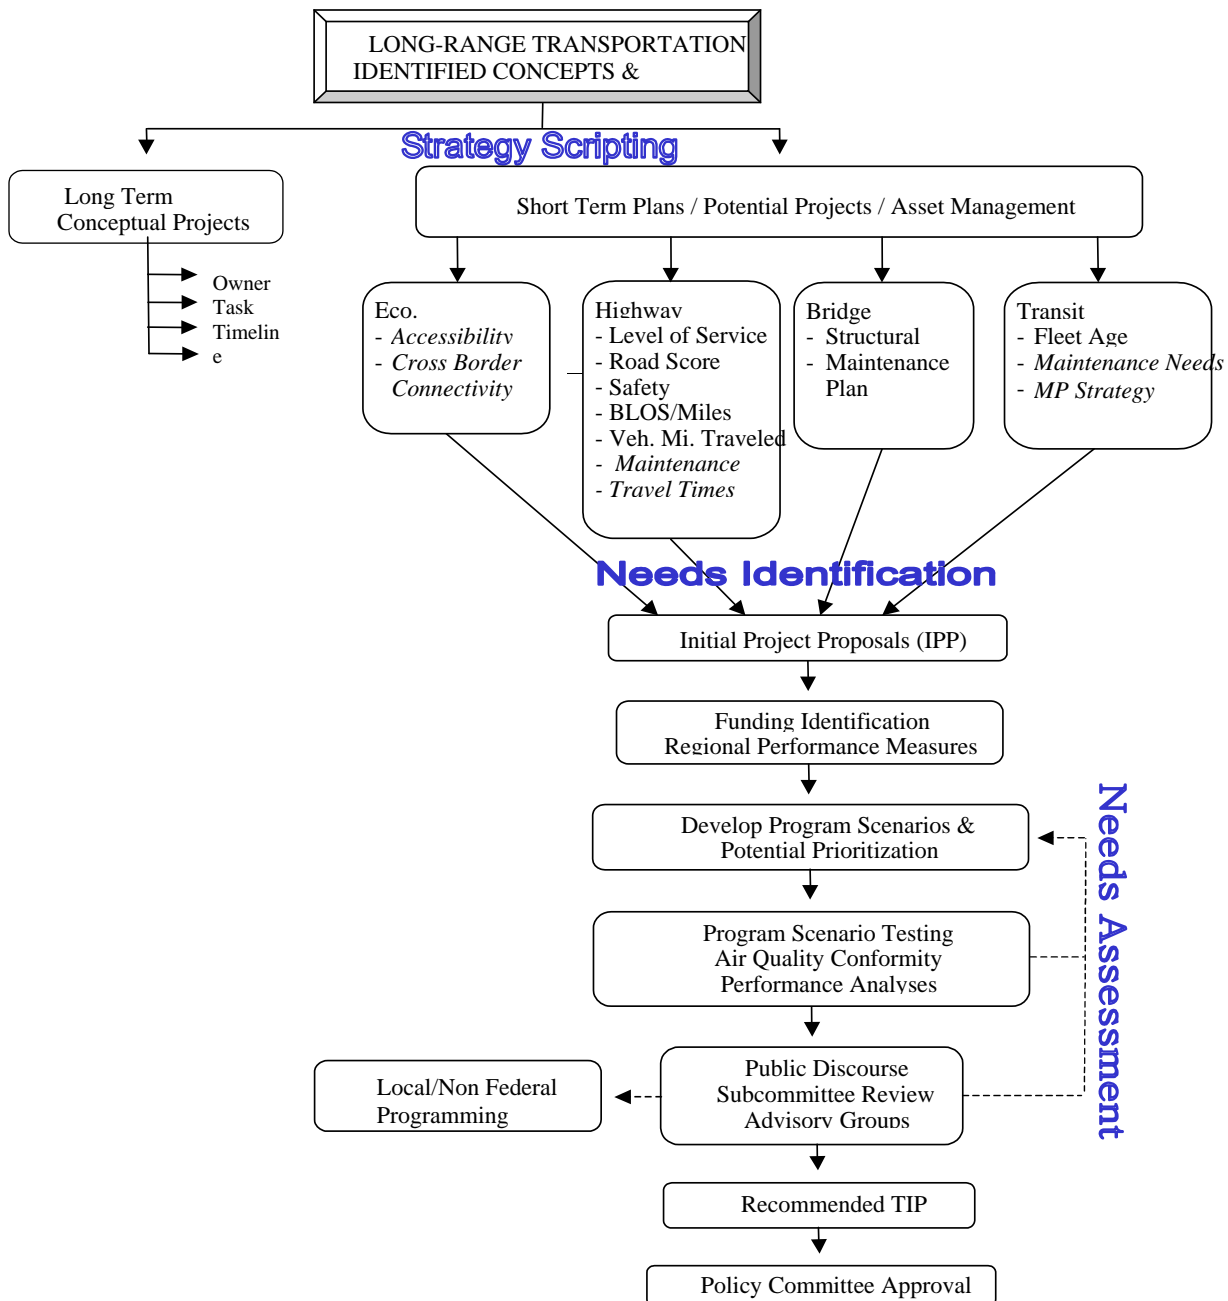 LONG-RANGE TRANSPORTATION
IDENTIFIED CONCEPTS &
Strategy Scripting
Long Term
Conceptual Projects
Owner
Task
Timelin
e
Short Term Plans / Potential Projects / Asset Management
Eco.
- Accessibility
- Cross Border
Connectivity
Highway
- Level of Service
- Road Score
- Safety
- BLOS/Miles
- Veh. Mi. Traveled
- Maintenance
- Travel Times
Bridge
- Structural
- Maintenance
Plan
Transit
- Fleet Age
- Maintenance Needs
- MP Strategy
Needs Identification
Initial Project Proposals (IPP)
Funding Identification
Regional Performance Measures
Develop Program Scenarios &
Potential Prioritization
Program Scenario Testing
Air Quality Conformity
Performance Analyses
Needs Assessment
Public Discourse
Subcommittee Review
Advisory Groups
Local/Non Federal
Programming
Recommended TIP
Policy Committee Approval